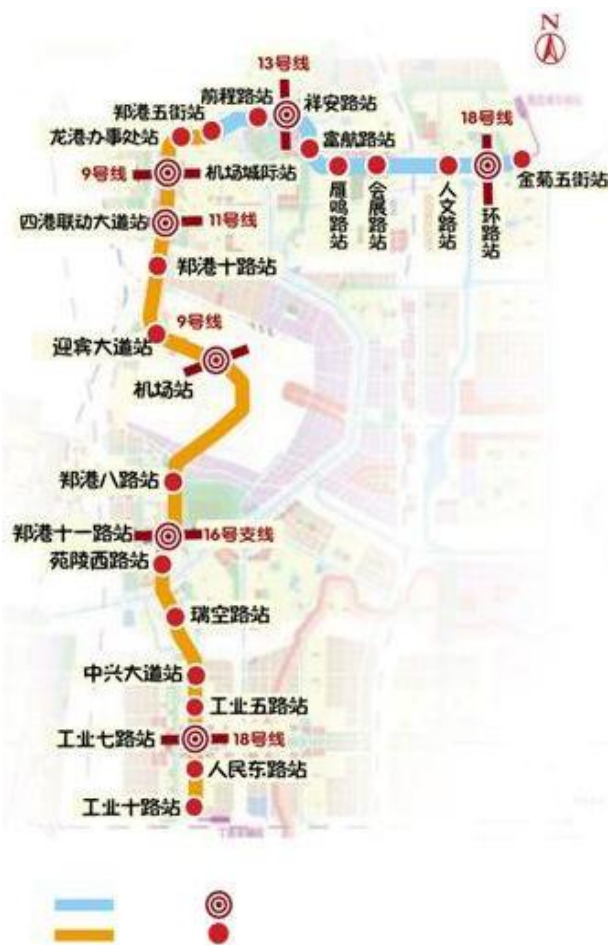 N
13号线
前程路站
祥安路站
郑港五街站
18号线
龙港办事处站
富航路站
9号线
机场城际站
雁鸣路站
会展路站
人文路站
环路站
金菊五街站
四港联动大道站
11号线
郑港十路站
9号线
迎宾大道站
机场站
郑港八路站
郑港十一路站
16号支线
苑陵西路站
瑞空路站
中兴大道站
工业五路站
工业七路站
18号线
人民东路站
工业十路站